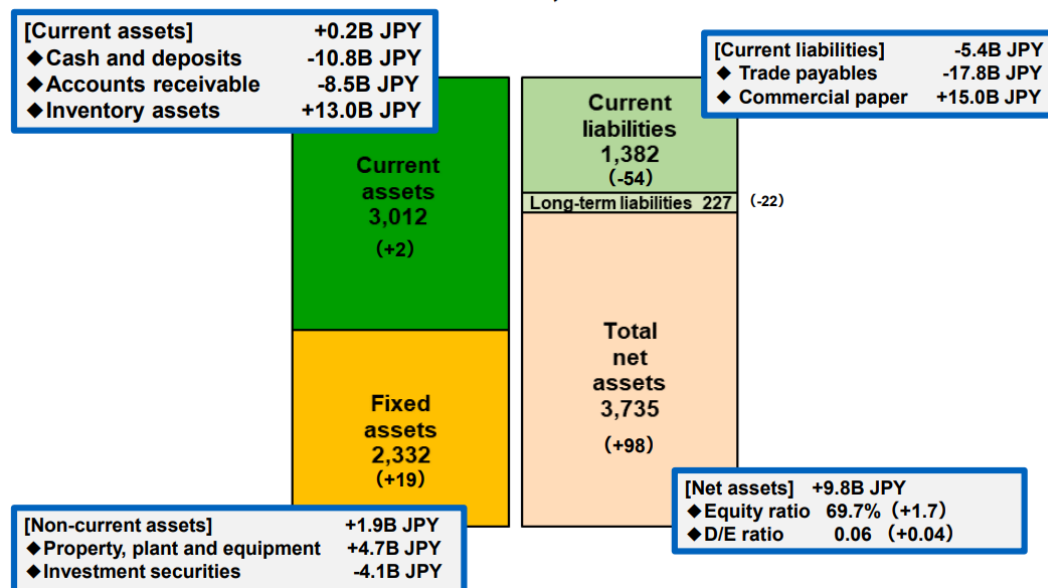 [Current assets] +0.2B JPY
◆Cash and deposits -10.8B JPY
◆Accounts receivable -8.5B JPY
◆Inventory assets +13.0B JPY
[Current liabilities] -5.4B JPY
◆ Trade payables -17.8B JPY
◆ Commercial paper +15.0B JPY
Current
assets
3,012
(+2)
Current
liabilities
1,382
(-54)
Long-term liabilities 227 (-22)
Fixed
assets
2,332
(+19)
Total
net
assets
3,735
(+98)
[Non-current assets] +1.9B JPY
◆Property, plant and equipment +4.7B JPY
◆Investment securities -4.1B JPY
[Net assets] +9.8B JPY
◆Equity ratio 69.7% (+1.7)
◆D/E ratio 0.06 (+0.04)